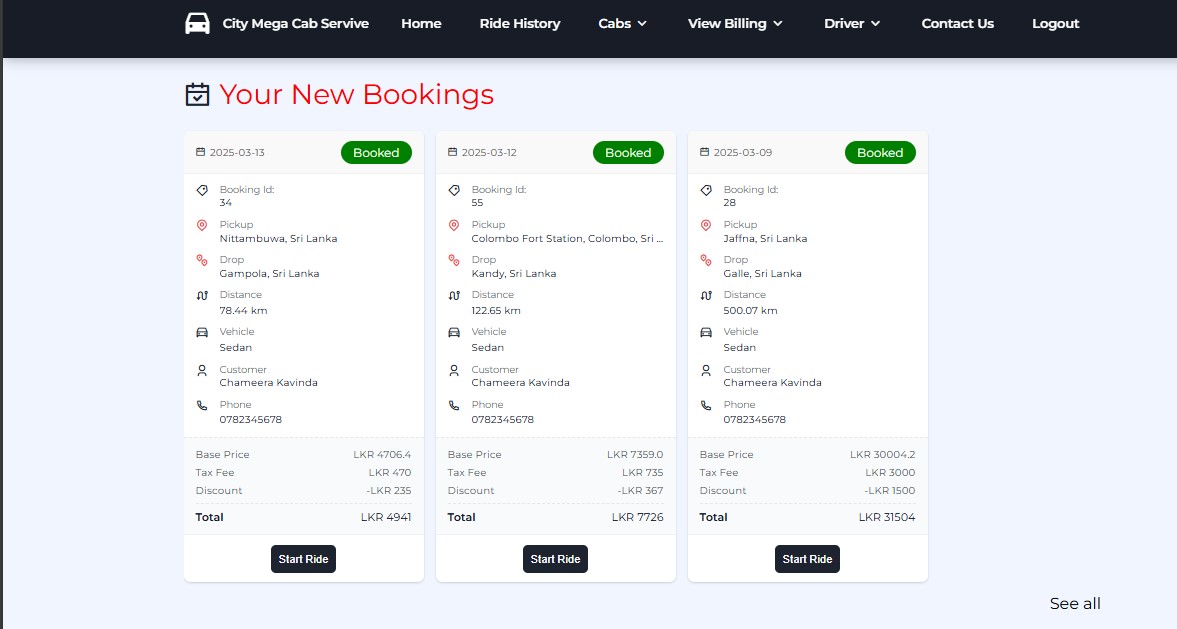 City Mega Cab Servive Home Ride History Cabs View Billing Driver Contact Us Logout
Your New Bookings
2025-03-13 Booked
Booking Id:
34
Pickup
Nittambuwa, Sri Lanka
Drop
Gampola, Sri Lanka
Distance
78.44 km
Vehicle
Sedan
Customer
Chameera Kavinda
Phone
0782345678
Base Price LKR 4706.4
Tax Fee LKR 470
Discount -LKR 235
Total LKR 4941
Start Ride
2025-03-12 Booked
Booking Id:
55
Pickup
Colombo Fort Station, Colombo, Sri ...
Drop
Kandy, Sri Lanka
Distance
122.65 km
Vehicle
Sedan
Customer
Chameera Kavinda
Phone
0782345678
Base Price LKR 7359.0
Tax Fee LKR 735
Discount -LKR 367
Total LKR 7726
Start Ride
2025-03-09 Booked
Booking Id:
28
Pickup
Jaffna, Sri Lanka
Drop
Galle, Sri Lanka
Distance
500.07 km
Vehicle
Sedan
Customer
Chameera Kavinda
Phone
0782345678
Base Price LKR 30004.2
Tax Fee LKR 3000
Discount -LKR 1500
Total LKR 31504
Start Ride
See all